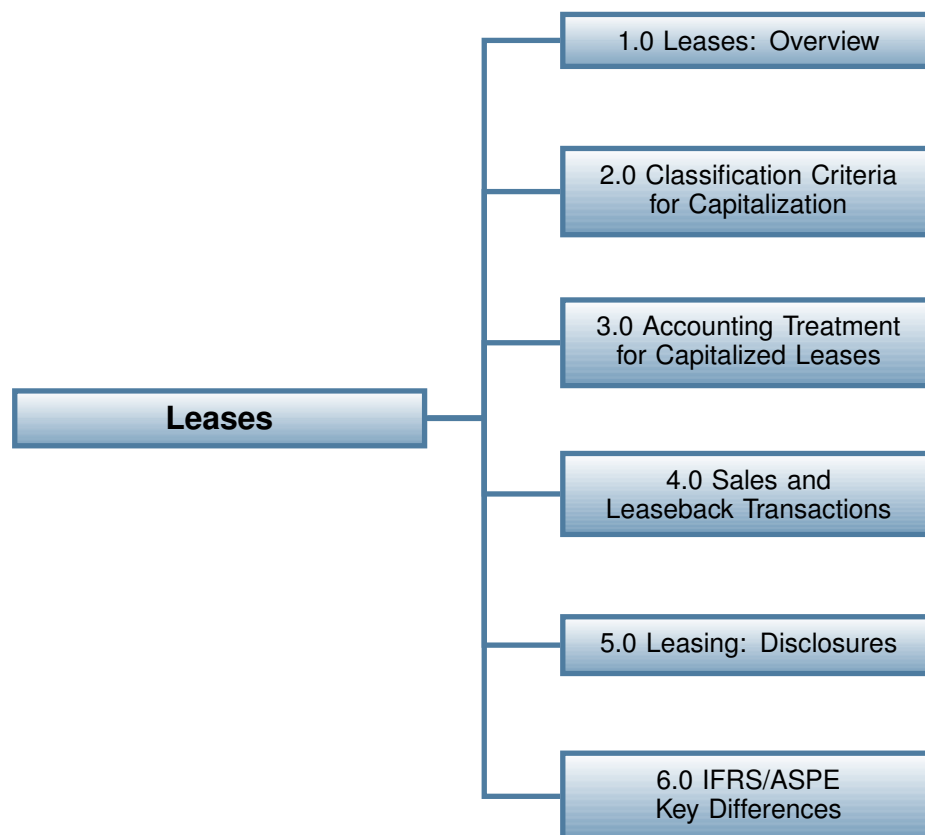 1.0 Leases: Overview
2.0 Classification Criteria
for Capitalization
3.0 Accounting Treatment
for Capitalized Leases
Leases
4.0 Sales and
Leaseback Transactions
5.0 Leasing: Disclosures
6.0 IFRS/ASPE
Key Differences